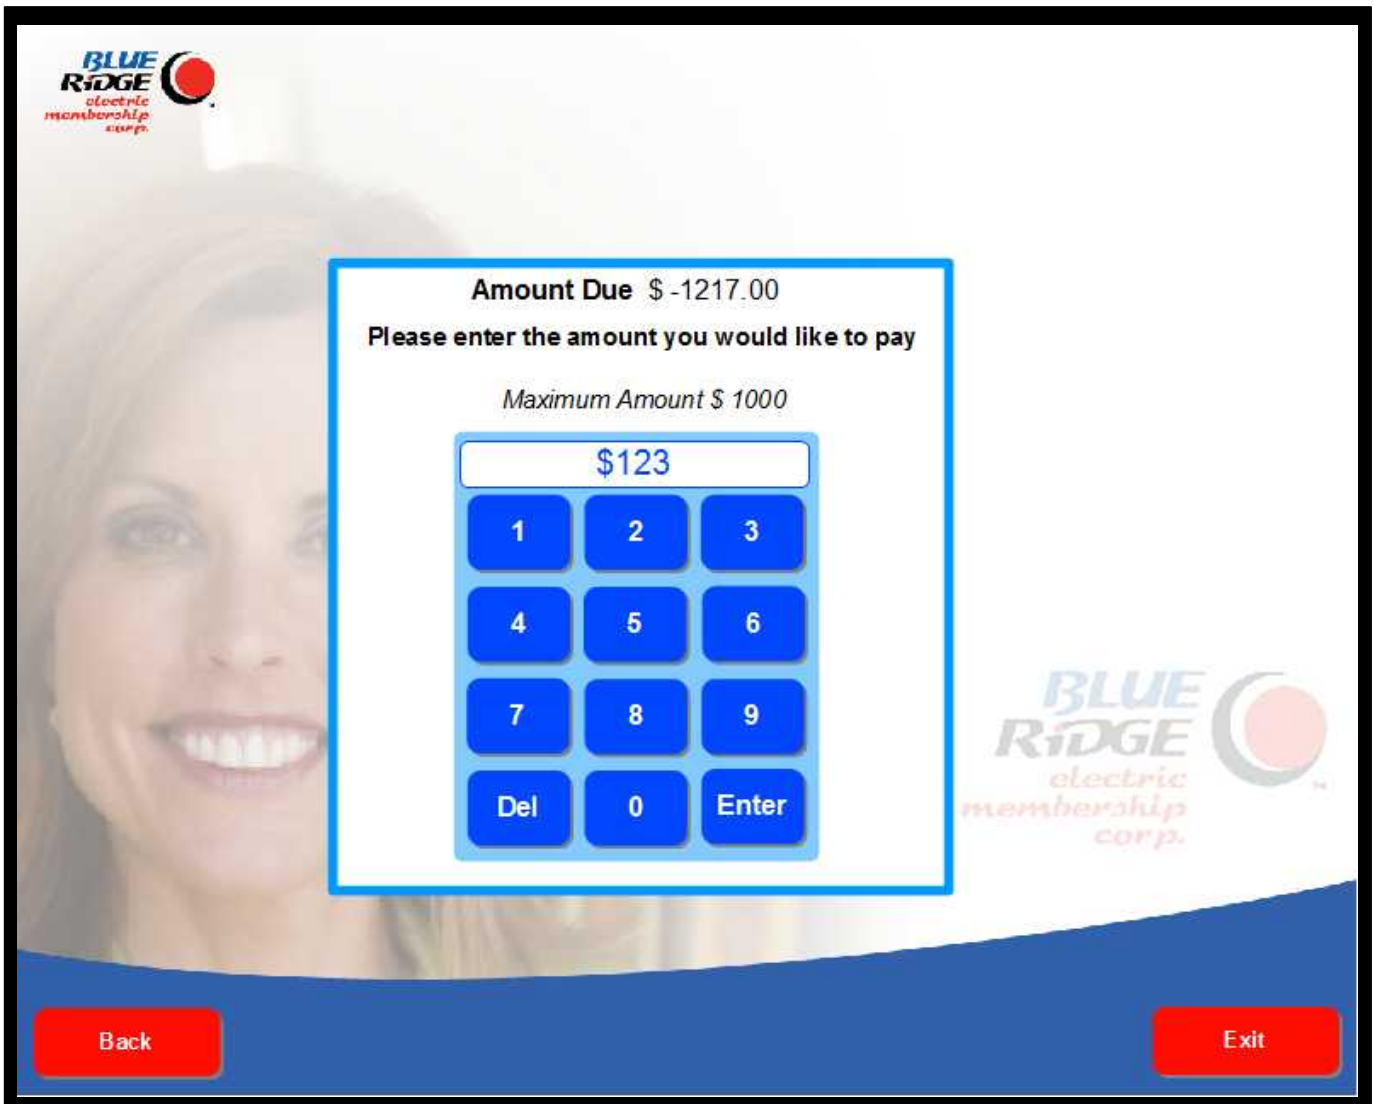 BLUE
RiDGE
electric
membership
corp.
Amount Due $ -1217.00
Please enter the amount you would like to pay
Maximum Amount $ 1000
$123
1 2 3
4 5 6
7 8 9
Del 0 Enter
BLUE
RiDGE
electric
membership
corp.
TM
Back Exit